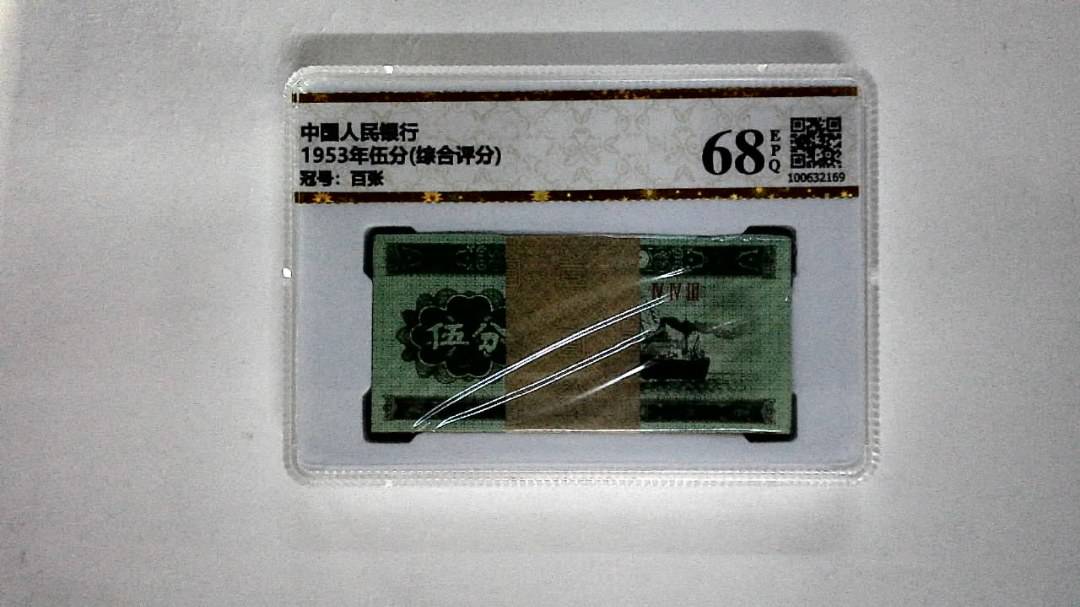 中国人民银行
1953年伍分(综合评分)
冠号：百张
68
EPQ
100632169
伍分
ⅣⅣⅢ